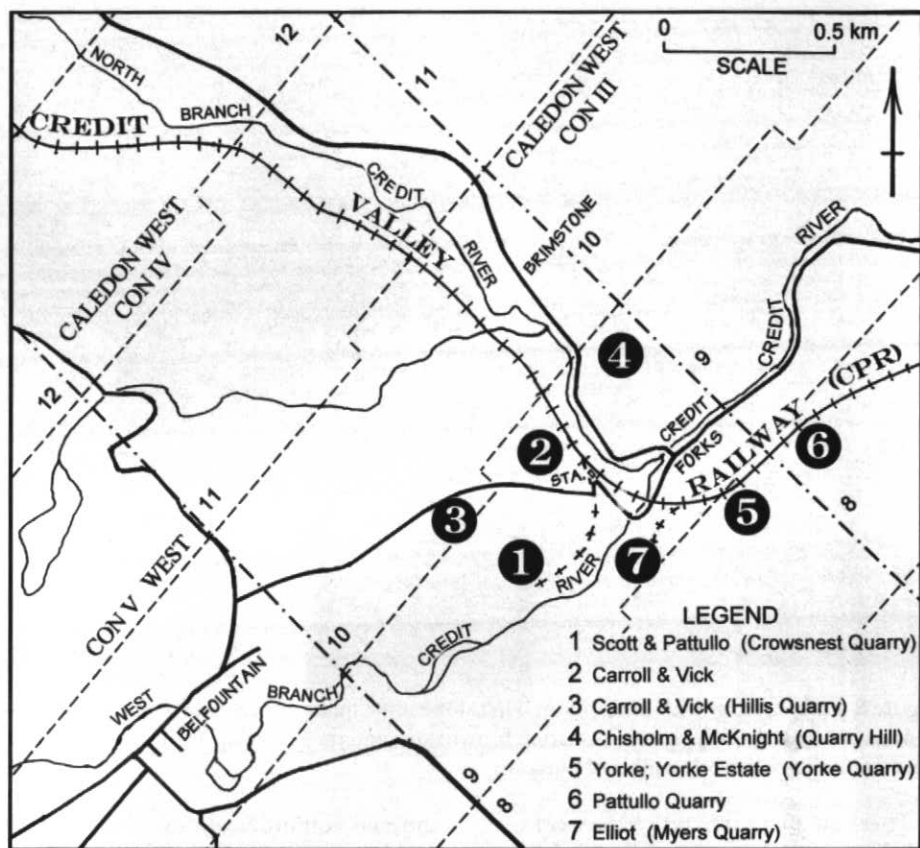 0 0.5 km
SCALE
12
11
NORTH
BRANCH
CREDIT
CALEDON WEST
CON III
CREDIT
VALLEY
RIVER
BRIMSTONE
10
RIVER
CALEDON WEST
CON IV
CREDIT
4
9
12
CREDIT
FORKS
RAILWAY - (CPR)
6
2
STA.
5
8
11
3
1
7
RIVER
CON V WEST
10
CREDIT
BRANCH
WEST
BELFOUNTAIN
9
8
LEGEND
1 Scott & Pattullo (Crowsnest Quarry)
2 Carroll & Vick
3 Carroll & Vick (Hillis Quarry)
4 Chisholm & McKnight (Quarry Hill)
5 Yorke; Yorke Estate (Yorke Quarry)
6 Pattullo Quarry
7 Elliot (Myers Quarry)